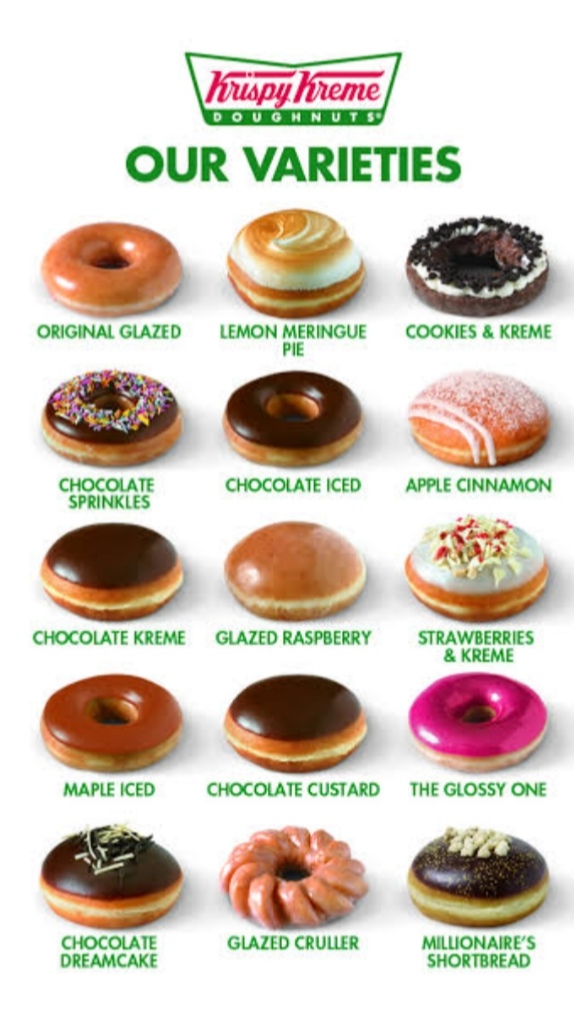 Krispy Kreme
DOUGHNUTS®
OUR VARIETIES
ORIGINAL GLAZED
LEMON MERINGUE
PIE
COOKIES & KREME
CHOCOLATE
SPRINKLES
CHOCOLATE ICED
APPLE CINNAMON
CHOCOLATE KREME
GLAZED RASPBERRY
STRAWBERRIES
& KREME
MAPLE ICED
CHOCOLATE CUSTARD
THE GLOSSY ONE
CHOCOLATE
DREAMCAKE
GLAZED CRULLER
MILLIONAIRE'S
SHORTBREAD